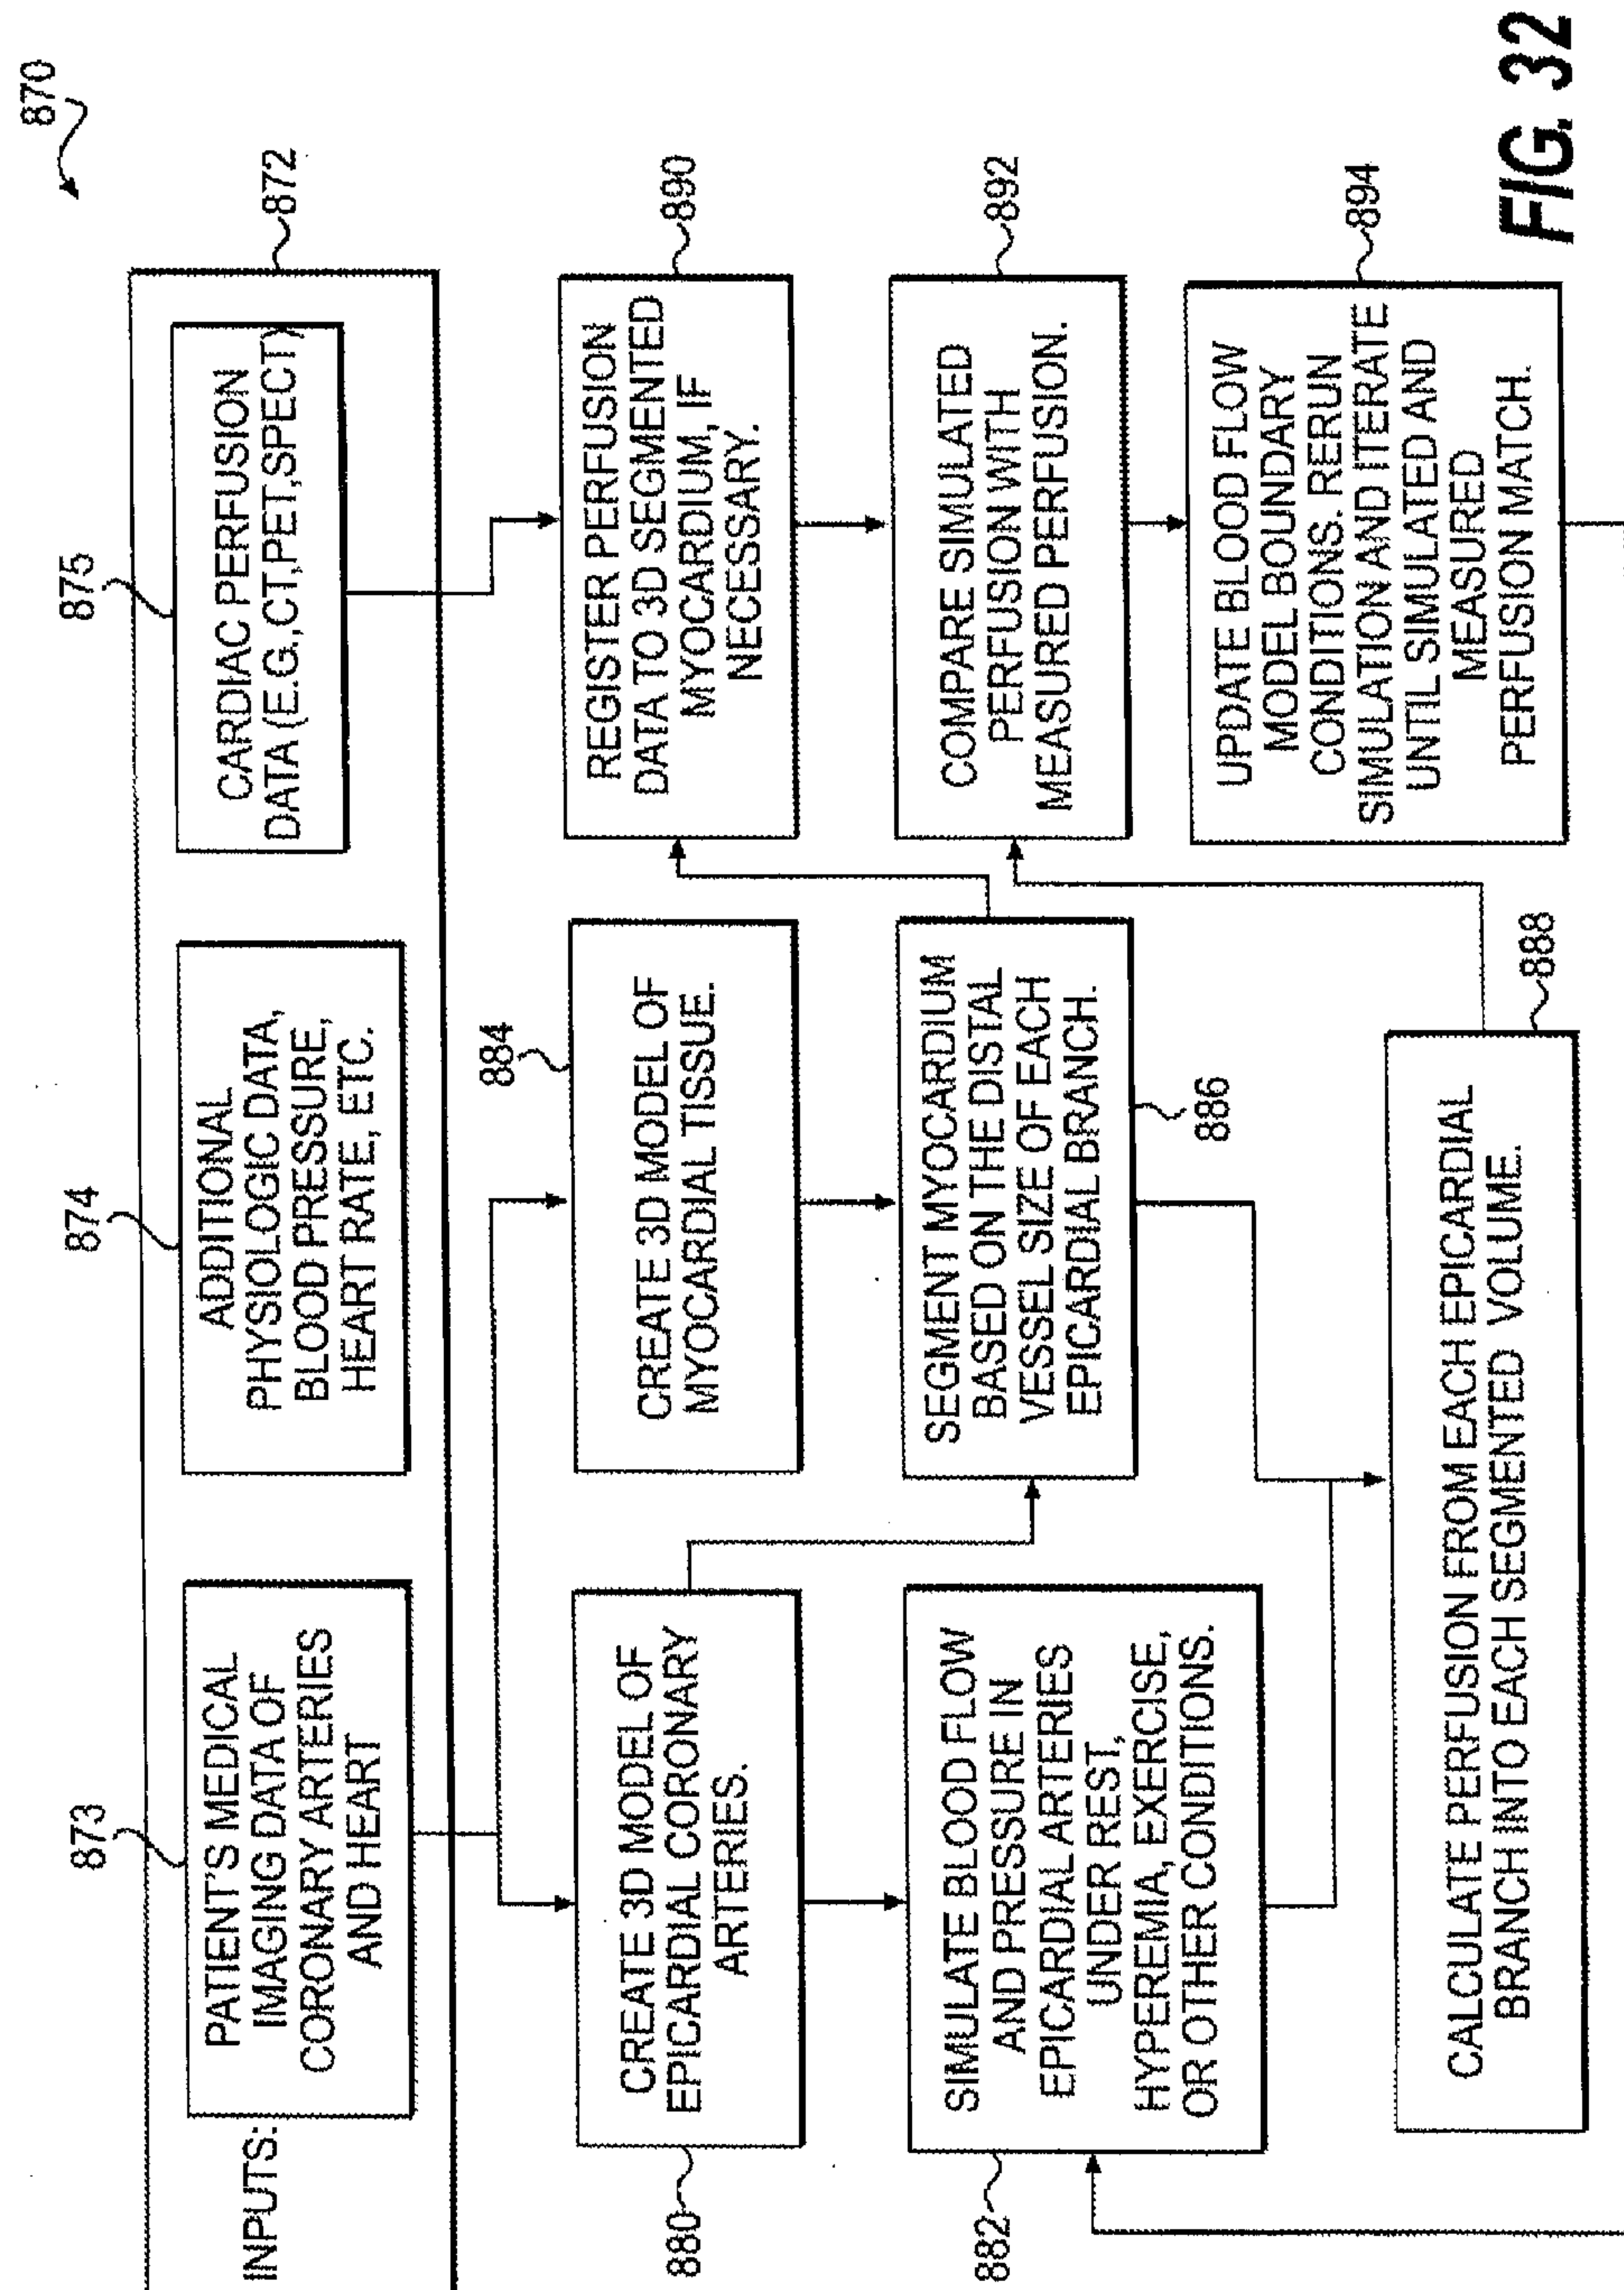 870
872
INPUTS:
873
PATIENT'S MEDICAL
IMAGING DATA OF
CORONARY ARTERIES
AND HEART
874
ADDITIONAL
PHYSIOLOGIC DATA,
BLOOD PRESSURE,
HEART RATE, ETC.
875
CARDIAC PERFUSION
DATA (E.G.,CT,PET,SPECT)
880
CREATE 3D MODEL OF
EPICARDIAL CORONARY
ARTERIES.
884
CREATE 3D MODEL OF
MYOCARDIAL TISSUE.
890
REGISTER PERFUSION
DATA TO 3D SEGMENTED
MYOCARDIUM, IF
NECESSARY.
882
SIMULATE BLOOD FLOW
AND PRESSURE IN
EPICARDIAL ARTERIES
UNDER REST,
HYPEREMIA, EXERCISE,
OR OTHER CONDITIONS.
886
SEGMENT MYOCARDIUM
BASED ON THE DISTAL
VESSEL SIZE OF EACH
EPICARDIAL BRANCH.
892
COMPARE SIMULATED
PERFUSION WITH
MEASURED PERFUSION.
888
CALCULATE PERFUSION FROM EACH EPICARDIAL
BRANCH INTO EACH SEGMENTED VOLUME.
894
UPDATE BLOOD FLOW
MODEL BOUNDARY
CONDITIONS. RERUN
SIMULATION AND ITERATE
UNTIL SIMULATED AND
MEASURED
PERFUSION MATCH.
FIG. 32